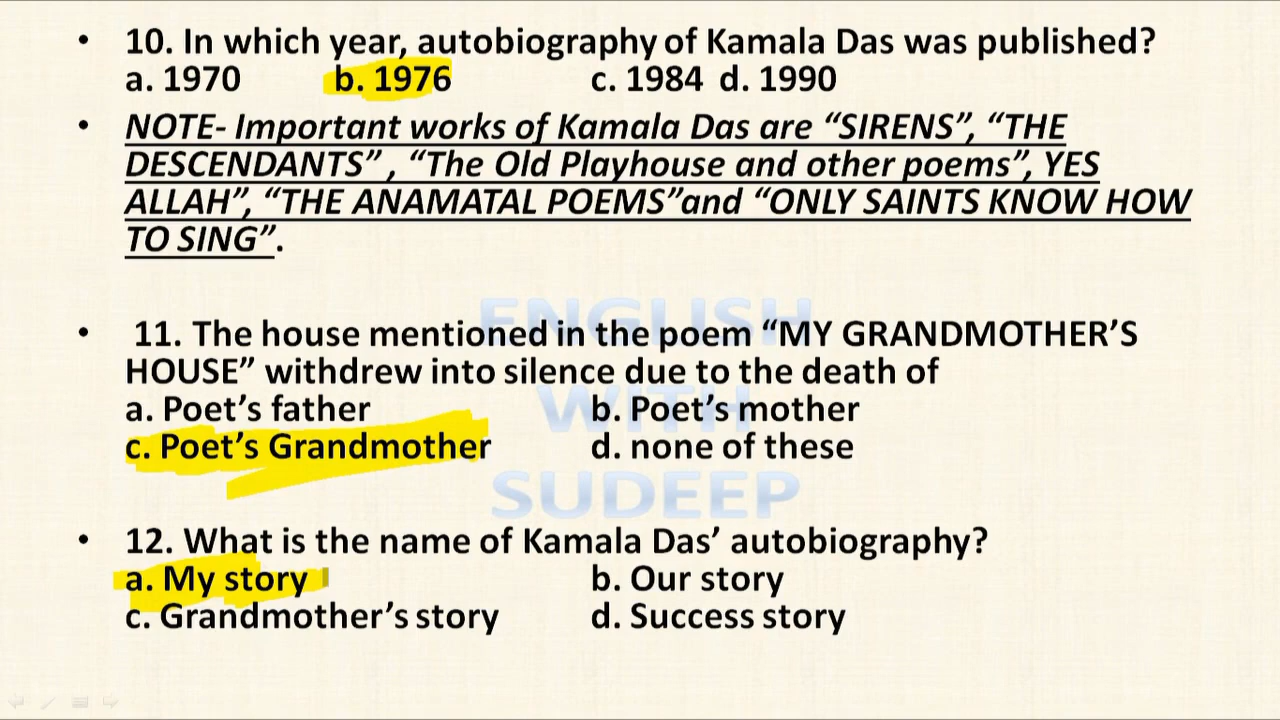 • 10. In which year, autobiography of Kamala Das was published?
a. 1970 b. 1976 c. 1984 d. 1990
• NOTE- Important works of Kamala Das are “SIRENS”, “THE
DESCENDANTS” , “The Old Playhouse and other poems”, YES
ALLAH”, “THE ANAMATAL POEMS”and “ONLY SAINTS KNOW HOW
TO SING”.
ENGLISH
• 11. The house mentioned in the poem “MY GRANDMOTHER’S
HOUSE” withdrew into silence due to the death of
a. Poet’s father b. Poet’s mother
WITH
c. Poet’s Grandmother d. none of these
SUDEEP
• 12. What is the name of Kamala Das’ autobiography?
a. My story b. Our story
c. Grandmother’s story d. Success story